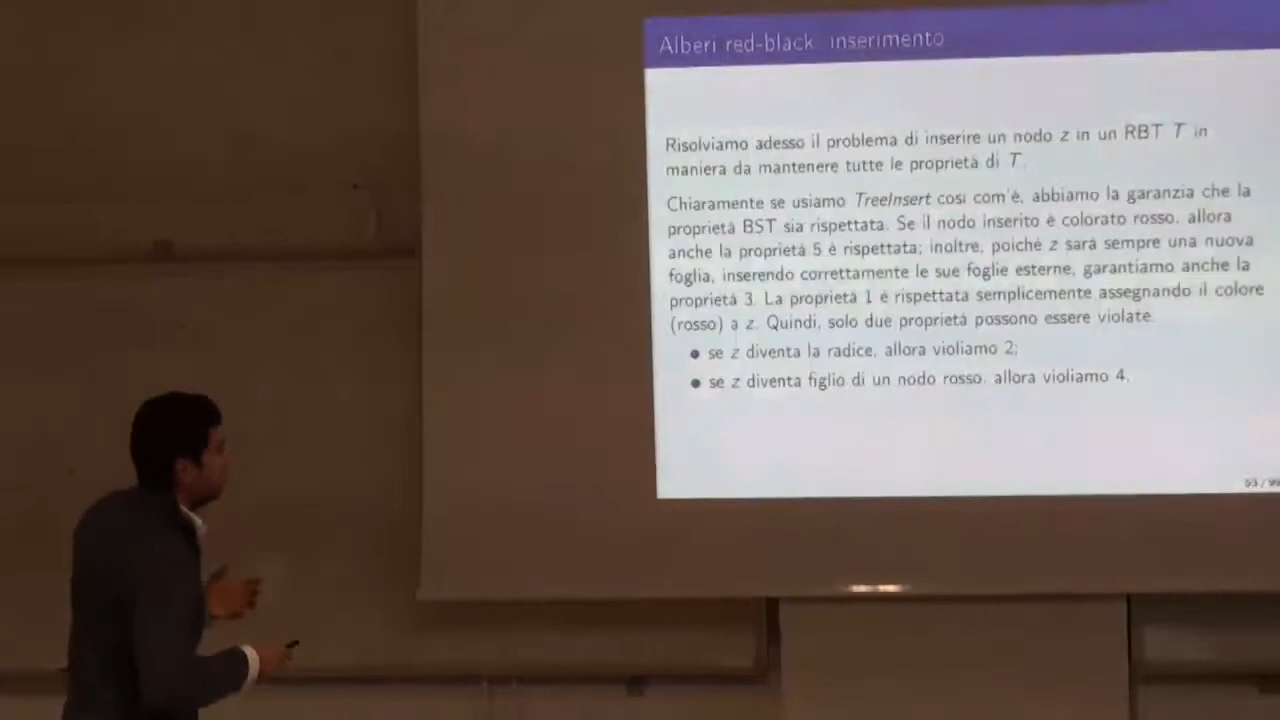 Alberi red-black inserimento
Risolviamo adesso il problema di inserire un nodo z in un RBT T in
maniera da mantenere tutte le proprietà di T.
Chiaramente se usiamo TreeInsert così com'è, abbiamo la garanzia che la
proprietà BST sia rispettata. Se il nodo inserito è colorato rosso, allora
anche la proprietà 5 è rispettata; inoltre, poichè z sarà sempre una nuova
foglia, inserendo correttamente le sue foglie esterne, garantiamo anche la
proprietà 3. La proprietà 1 è rispettata semplicemente assegnando il colore
(rosso) a z. Quindi, solo due proprietà possono essere violate.
● se z diventa la radice, allora violiamo 2;
● se z diventa figlio di un nodo rosso, allora violiamo 4.
53 / 99